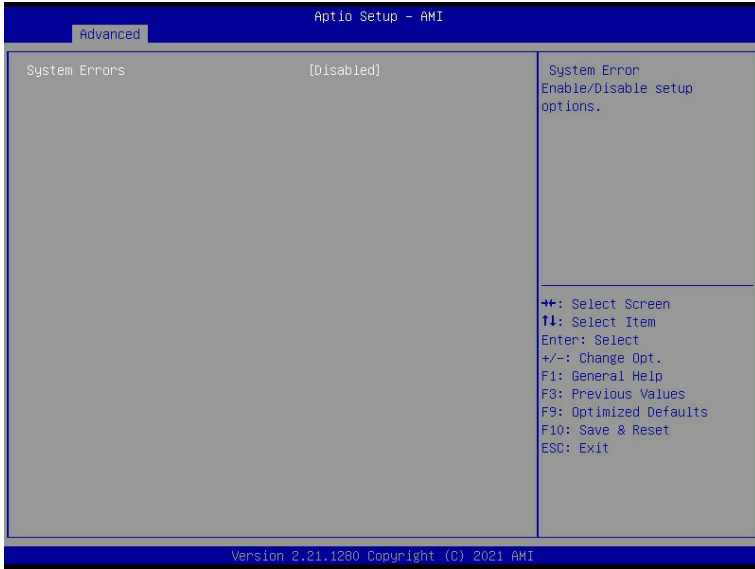 Aptio Setup – AMI
Advanced
System Errors [Disabled]
System Error
Enable/Disable setup
options.
→←: Select Screen
↑↓: Select Item
Enter: Select
+/-: Change Opt.
F1: General Help
F3: Previous Values
F9: Optimized Defaults
F10: Save & Reset
ESC: Exit
Version 2.21.1280 Copyright (C) 2021 AMI